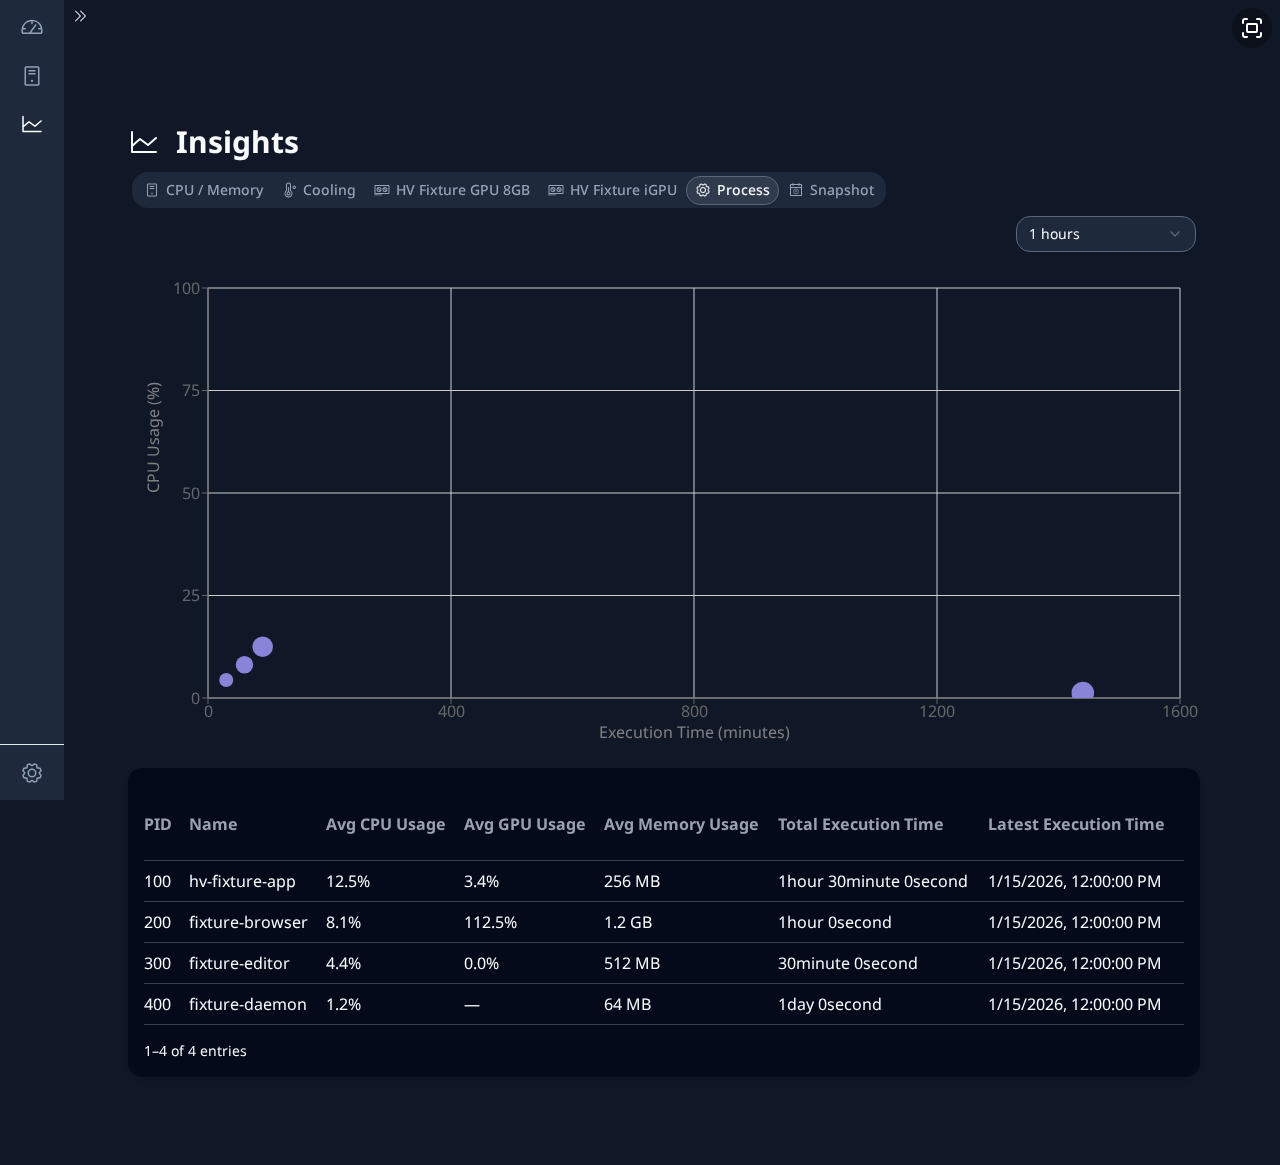 Insights
CPU / Memory Cooling HV Fixture GPU 8GB HV Fixture iGPU Process Snapshot
1 hours
100
75
50
25
0
CPU Usage (%)
0 400 800 1200 1600
Execution Time (minutes)
PID Name Avg CPU Usage Avg GPU Usage Avg Memory Usage Total Execution Time Latest Execution Time
100 hv-fixture-app 12.5% 3.4% 256 MB 1hour 30minute 0second 1/15/2026, 12:00:00 PM
200 fixture-browser 8.1% 112.5% 1.2 GB 1hour 0second 1/15/2026, 12:00:00 PM
300 fixture-editor 4.4% 0.0% 512 MB 30minute 0second 1/15/2026, 12:00:00 PM
400 fixture-daemon 1.2% — 64 MB 1day 0second 1/15/2026, 12:00:00 PM
1–4 of 4 entries